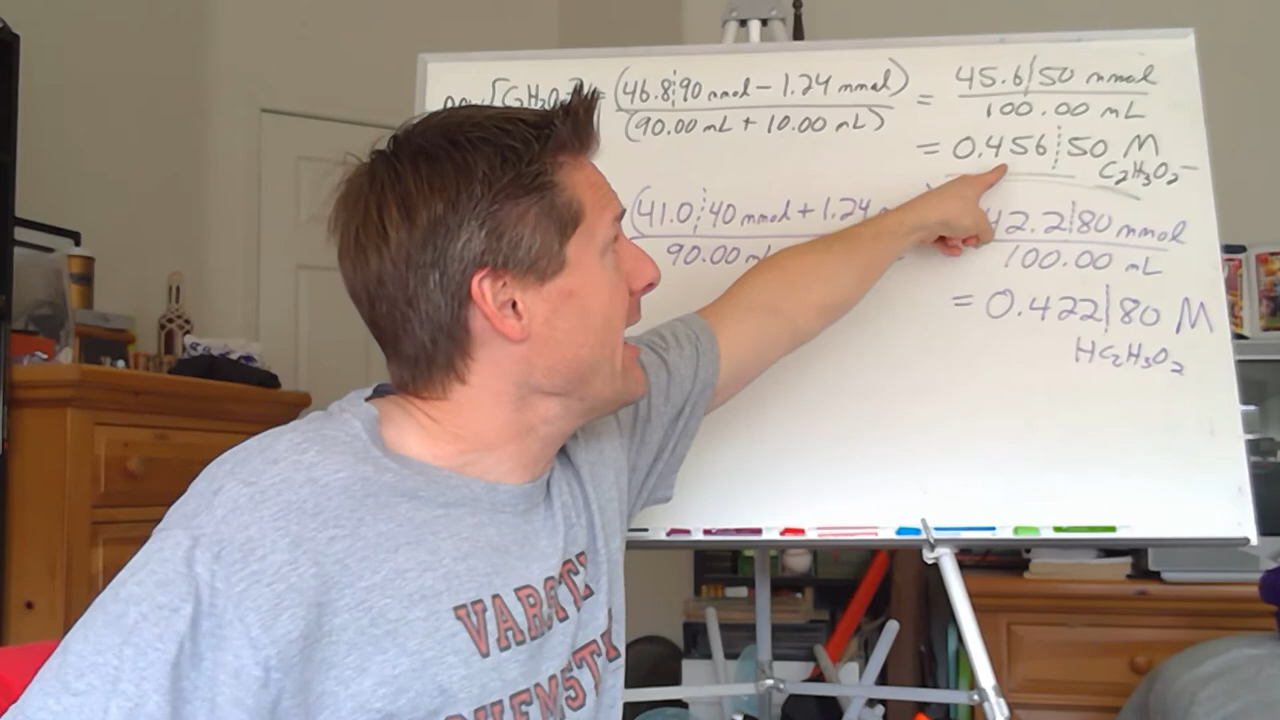 (46.8¦90 mmol − 1.24 mmol) = 45.6|50 mmol
(90.00 mL + 10.00 mL) 100.00 mL
= 0.456¦50 M
C₂H₃O₂⁻
(41.0¦40 mmol + 1.24 42.2|80 mmol
90.00 mL 100.00 mL
= 0.422|80 M
HC₂H₃O₂
VARSITY
CHEMISTRY